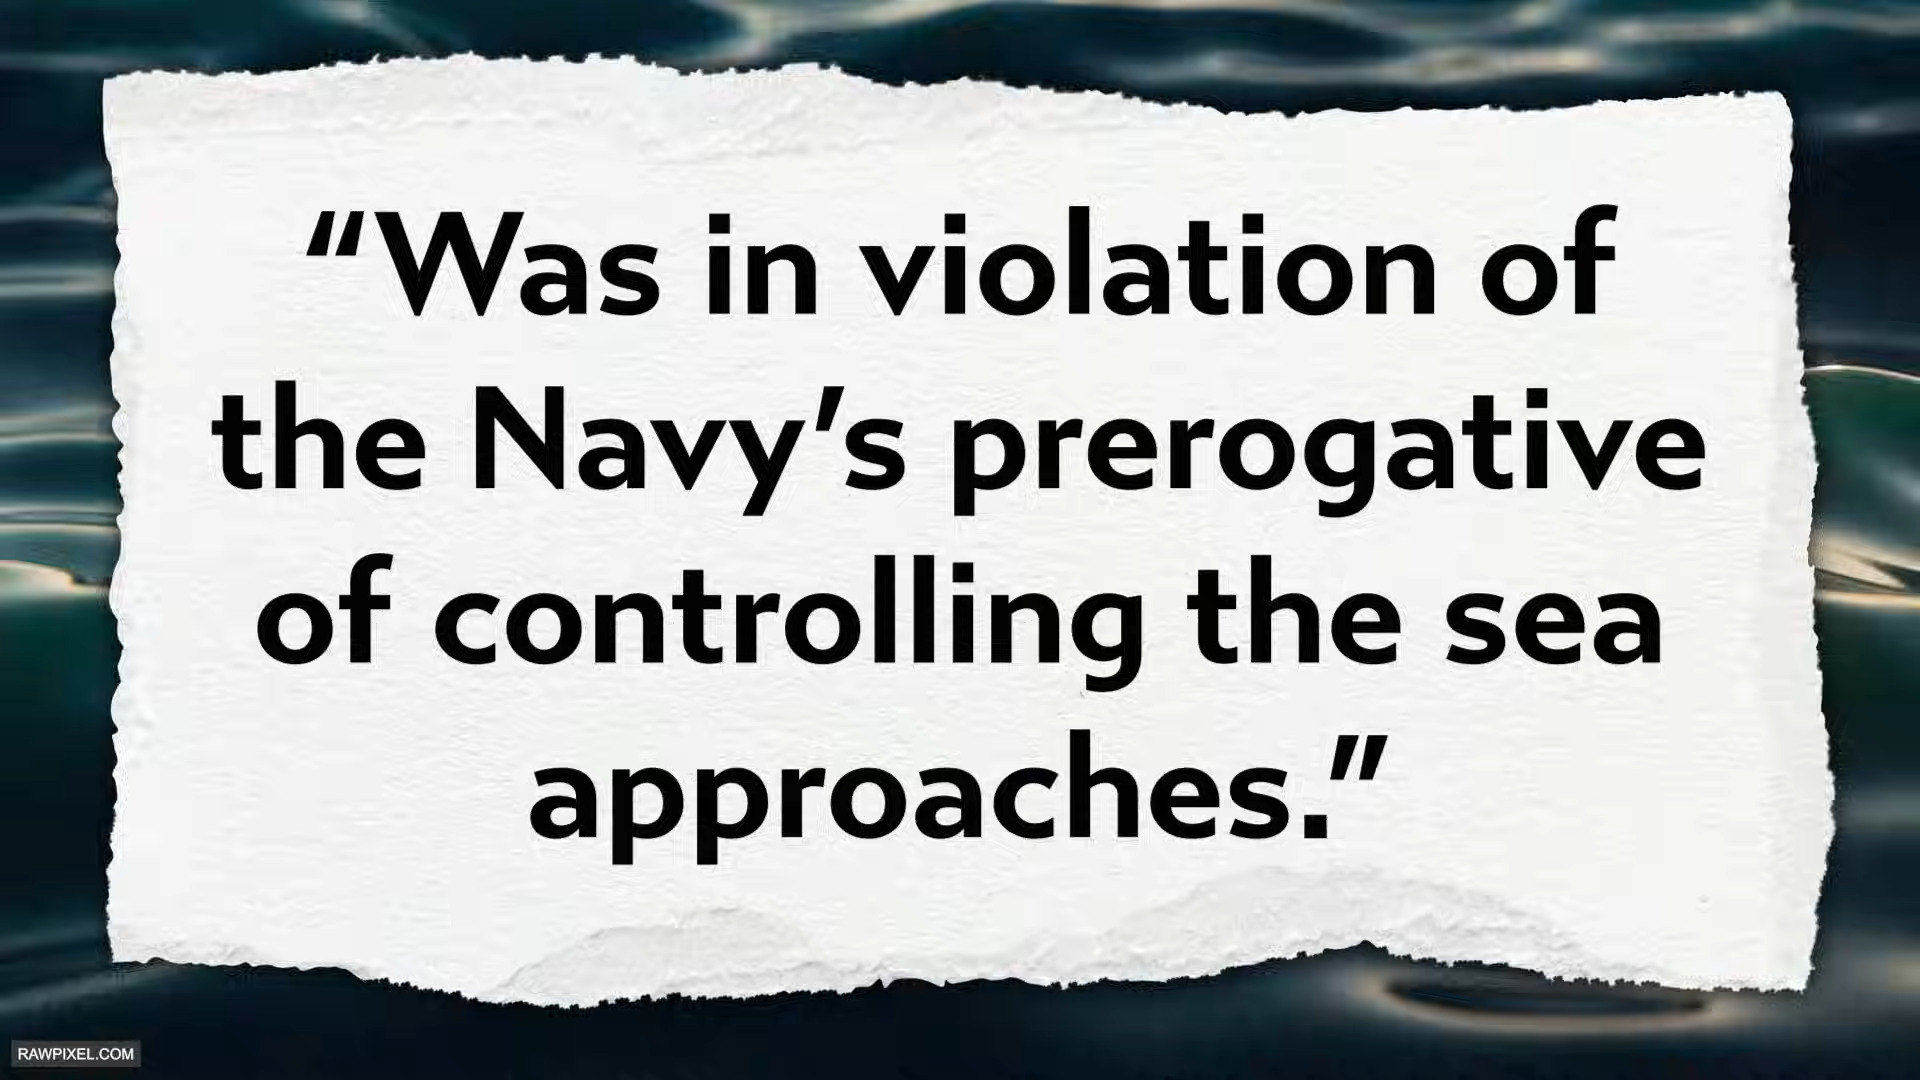 “Was in violation of
the Navy’s prerogative
of controlling the sea
approaches.”
RAWPIXEL.COM